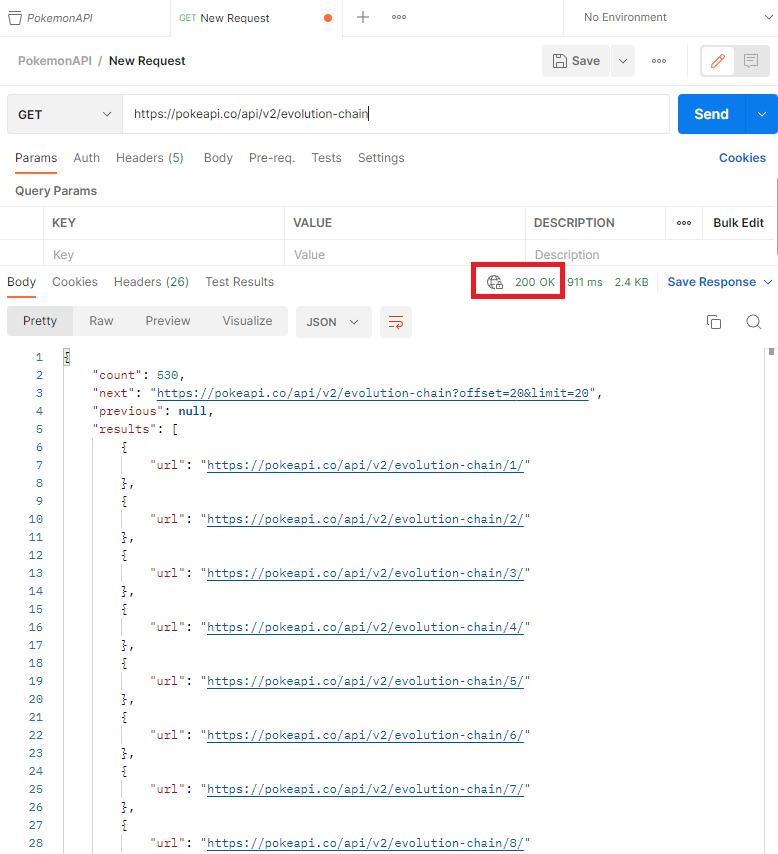 PokemonAPI GET New Request No Environment
PokemonAPI / New Request Save
GET https://pokeapi.co/api/v2/evolution-chain Send
Params Auth Headers (5) Body Pre-req. Tests Settings Cookies
Query Params
KEY VALUE DESCRIPTION Bulk Edit
Key Value Description
Body Cookies Headers (26) Test Results 200 OK 911 ms 2.4 KB Save Response
Pretty Raw Preview Visualize JSON
1 {
2 "count": 530,
3 "next": "https://pokeapi.co/api/v2/evolution-chain?offset=20&limit=20",
4 "previous": null,
5 "results": [
6 {
7 "url": "https://pokeapi.co/api/v2/evolution-chain/1/"
8 },
9 {
10 "url": "https://pokeapi.co/api/v2/evolution-chain/2/"
11 },
12 {
13 "url": "https://pokeapi.co/api/v2/evolution-chain/3/"
14 },
15 {
16 "url": "https://pokeapi.co/api/v2/evolution-chain/4/"
17 },
18 {
19 "url": "https://pokeapi.co/api/v2/evolution-chain/5/"
20 },
21 {
22 "url": "https://pokeapi.co/api/v2/evolution-chain/6/"
23 },
24 {
25 "url": "https://pokeapi.co/api/v2/evolution-chain/7/"
26 },
27 {
28 "url": "https://pokeapi.co/api/v2/evolution-chain/8/"